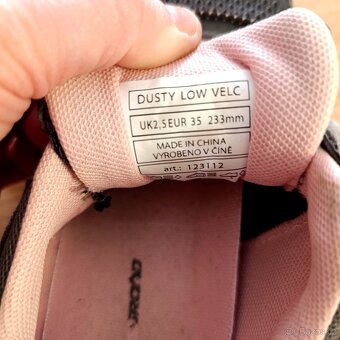 DUSTY LOW VELC
UK2,5EUR 35 233mm
MADE IN CHINA
VYROBENO V ČÍNĚ
art.: 123112